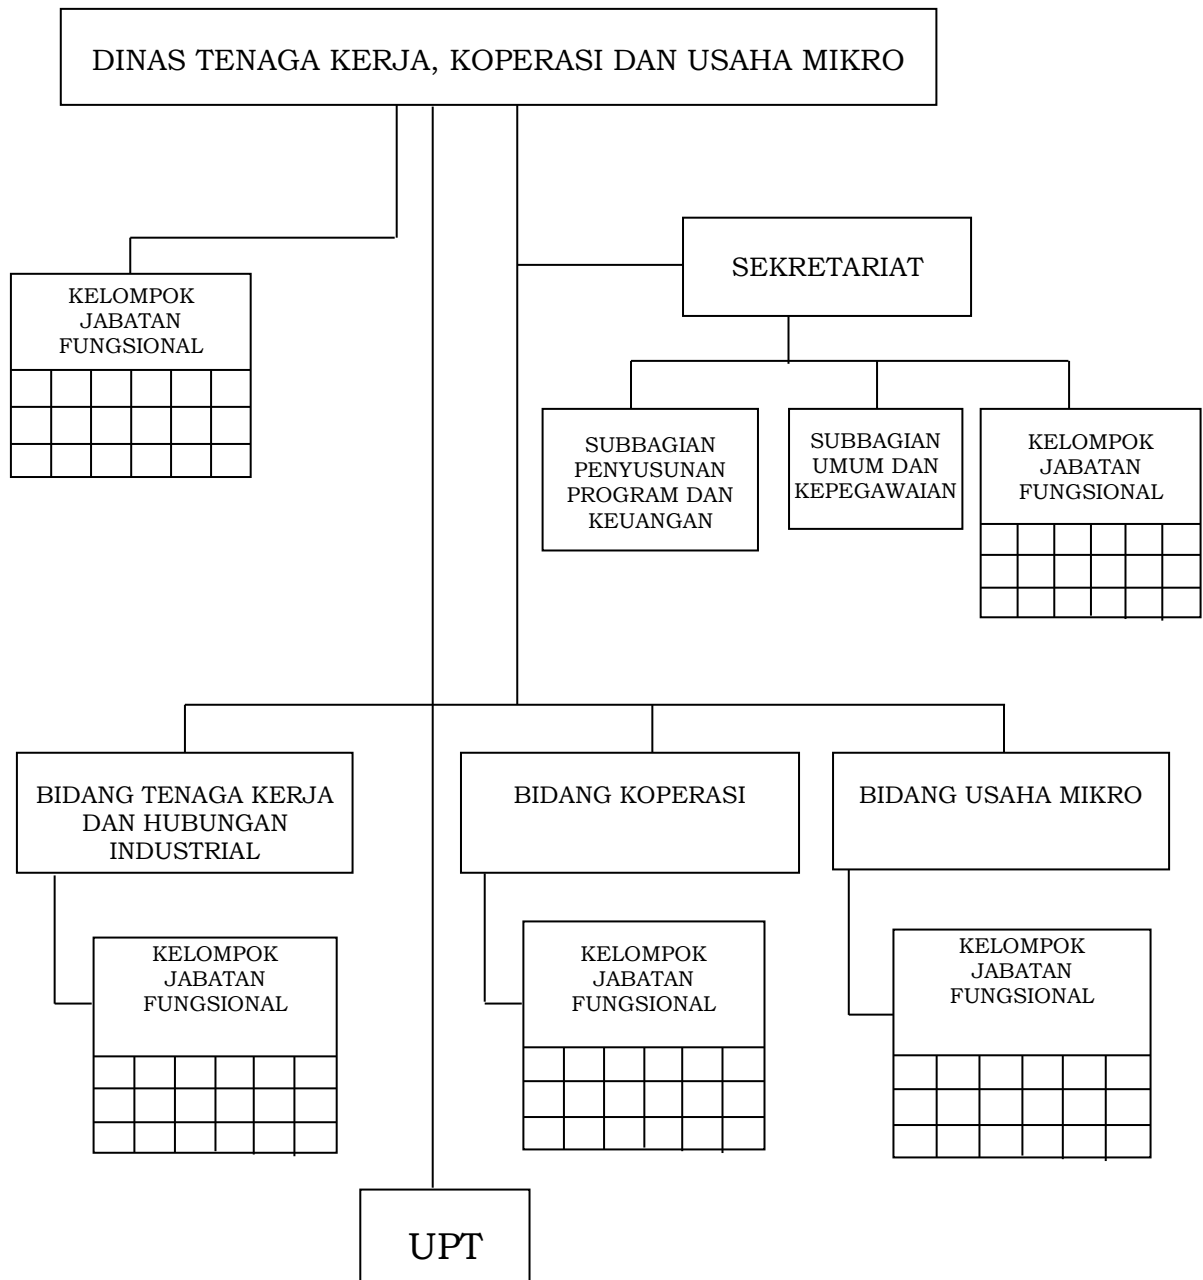 DINAS TENAGA KERJA, KOPERASI DAN USAHA MIKRO
SEKRETARIAT
KELOMPOK
JABATAN
FUNGSIONAL
SUBBAGIAN
PENYUSUNAN
PROGRAM DAN
KEUANGAN
SUBBAGIAN
UMUM DAN
KEPEGAWAIAN
KELOMPOK
JABATAN
FUNGSIONAL
BIDANG TENAGA KERJA
DAN HUBUNGAN
INDUSTRIAL
BIDANG KOPERASI
BIDANG USAHA MIKRO
KELOMPOK
JABATAN
FUNGSIONAL
KELOMPOK
JABATAN
FUNGSIONAL
KELOMPOK
JABATAN
FUNGSIONAL
UPT